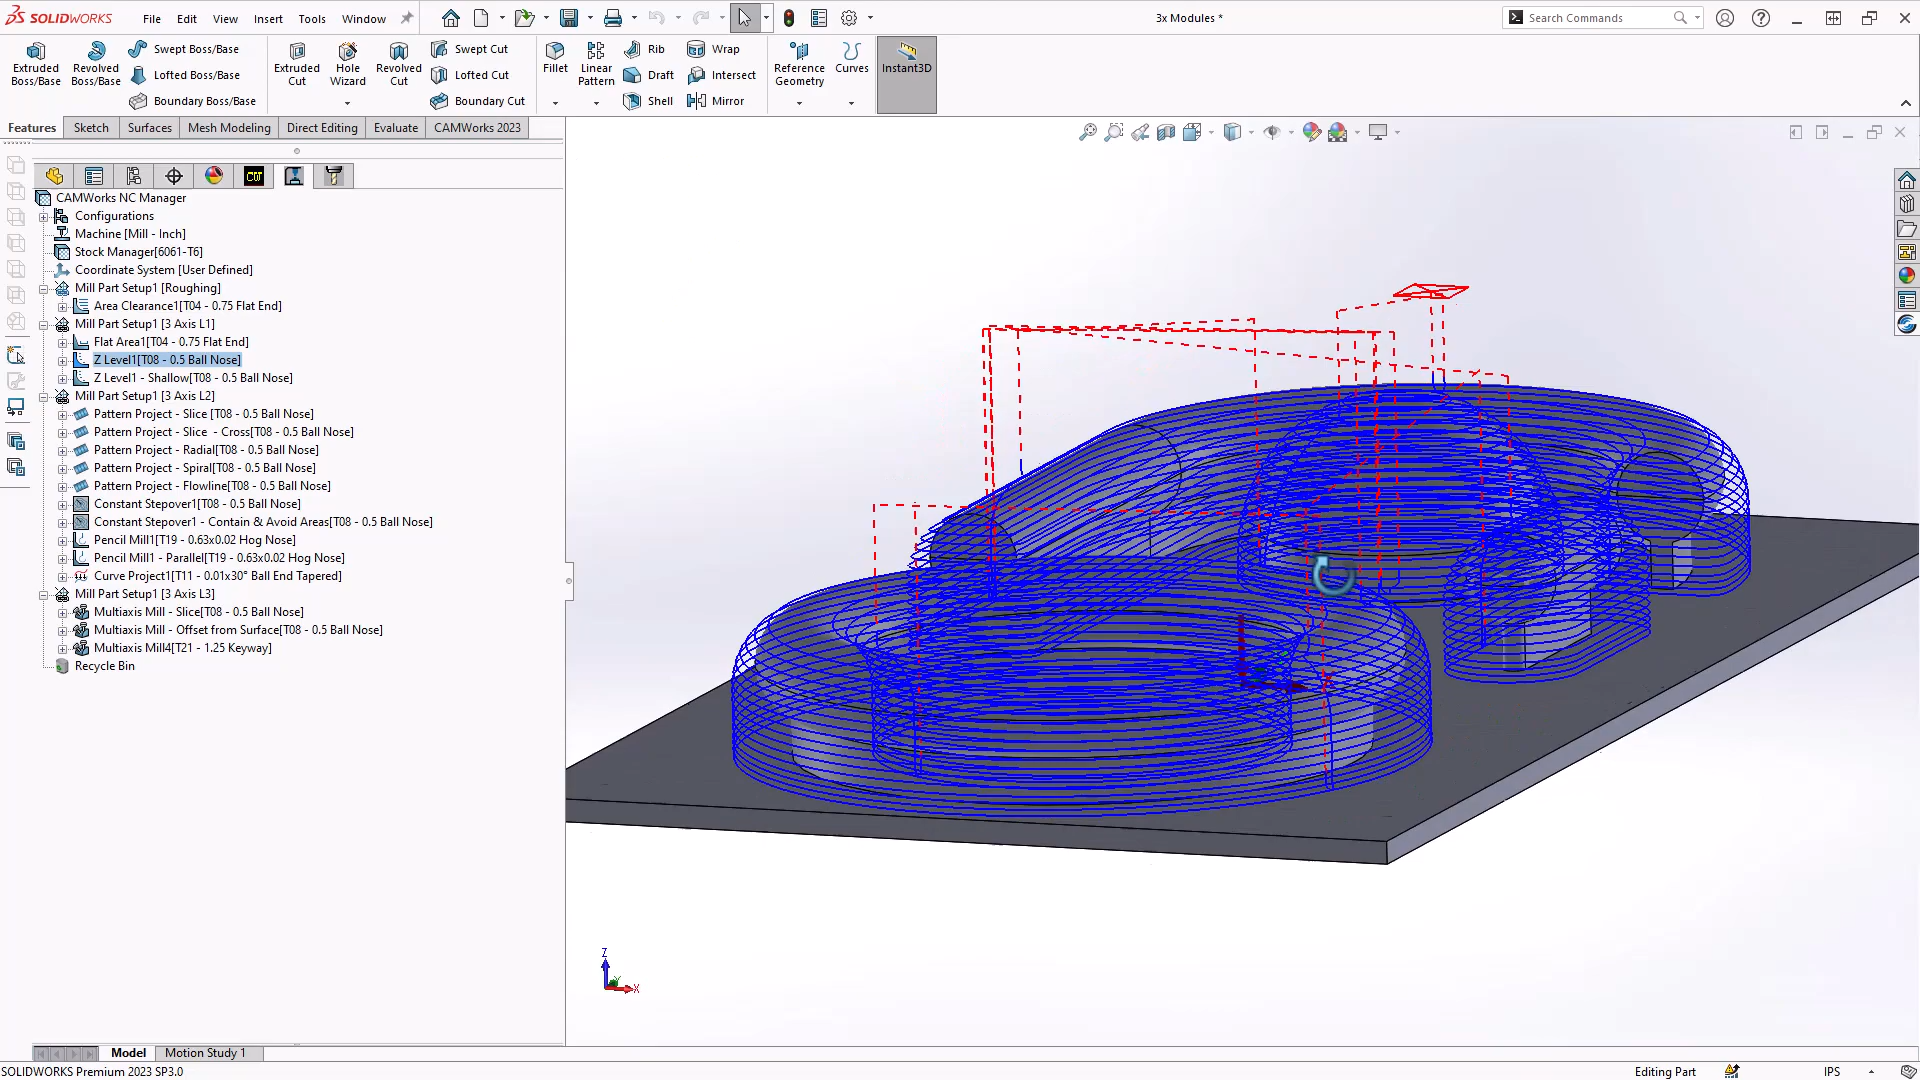 SOLIDWORKS
File Edit View Insert Tools Window
3x Modules *
Search Commands
Extruded Boss/Base
Revolved Boss/Base
Swept Boss/Base
Lofted Boss/Base
Boundary Boss/Base
Extruded Cut
Hole Wizard
Revolved Cut
Swept Cut
Lofted Cut
Boundary Cut
Fillet
Linear Pattern
Rib
Draft
Shell
Wrap
Intersect
Mirror
Reference Geometry
Curves
Instant3D
Features Sketch Surfaces Mesh Modeling Direct Editing Evaluate CAMWorks 2023
CW
CAMWorks NC Manager
Configurations
Machine [Mill - Inch]
Stock Manager[6061-T6]
Coordinate System [User Defined]
Mill Part Setup1 [Roughing]
Area Clearance1[T04 - 0.75 Flat End]
Mill Part Setup1 [3 Axis L1]
Flat Area1[T04 - 0.75 Flat End]
Z Level1[T08 - 0.5 Ball Nose]
Z Level1 - Shallow[T08 - 0.5 Ball Nose]
Mill Part Setup1 [3 Axis L2]
Pattern Project - Slice [T08 - 0.5 Ball Nose]
Pattern Project - Slice  - Cross[T08 - 0.5 Ball Nose]
Pattern Project - Radial[T08 - 0.5 Ball Nose]
Pattern Project - Spiral[T08 - 0.5 Ball Nose]
Pattern Project - Flowline[T08 - 0.5 Ball Nose]
Constant Stepover1[T08 - 0.5 Ball Nose]
Constant Stepover1 - Contain & Avoid Areas[T08 - 0.5 Ball Nose]
Pencil Mill1[T19 - 0.63x0.02 Hog Nose]
Pencil Mill1 - Parallel[T19 - 0.63x0.02 Hog Nose]
Curve Project1[T11 - 0.01x30° Ball End Tapered]
Mill Part Setup1 [3 Axis L3]
Multiaxis Mill - Slice[T08 - 0.5 Ball Nose]
Multiaxis Mill - Offset from Surface[T08 - 0.5 Ball Nose]
Multiaxis Mill4[T21 - 1.25 Keyway]
Recycle Bin
Z
Y
X
Model Motion Study 1
SOLIDWORKS Premium 2023 SP3.0
Editing Part
IPS